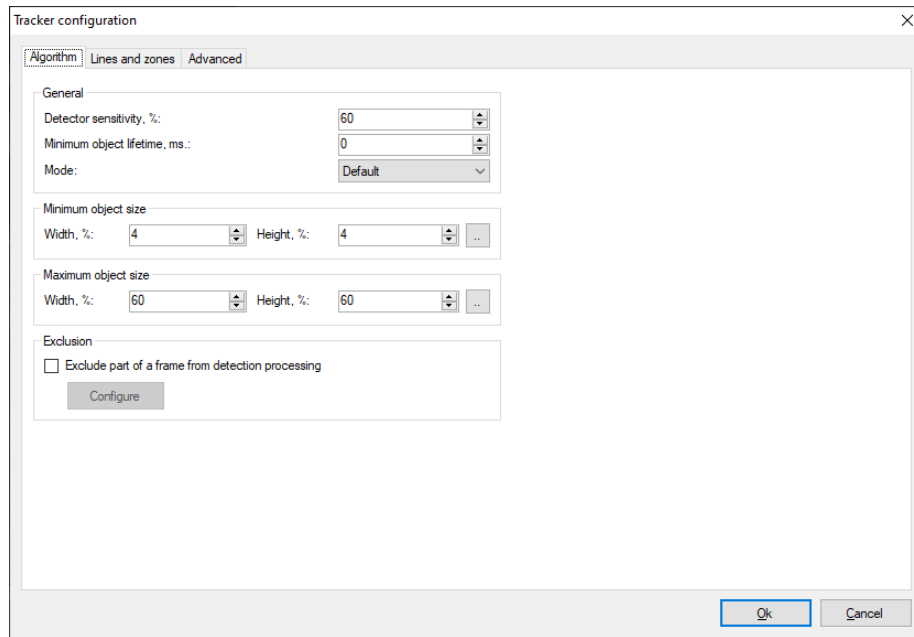 Tracker configuration
Algorithm Lines and zones Advanced
General
Detector sensitivity, %: 60
Minimum object lifetime, ms.: 0
Mode: Default
Minimum object size
Width, %: 4 Height, %: 4 ..
Maximum object size
Width, %: 60 Height, %: 60 ..
Exclusion
Exclude part of a frame from detection processing
Configure
Ok Cancel